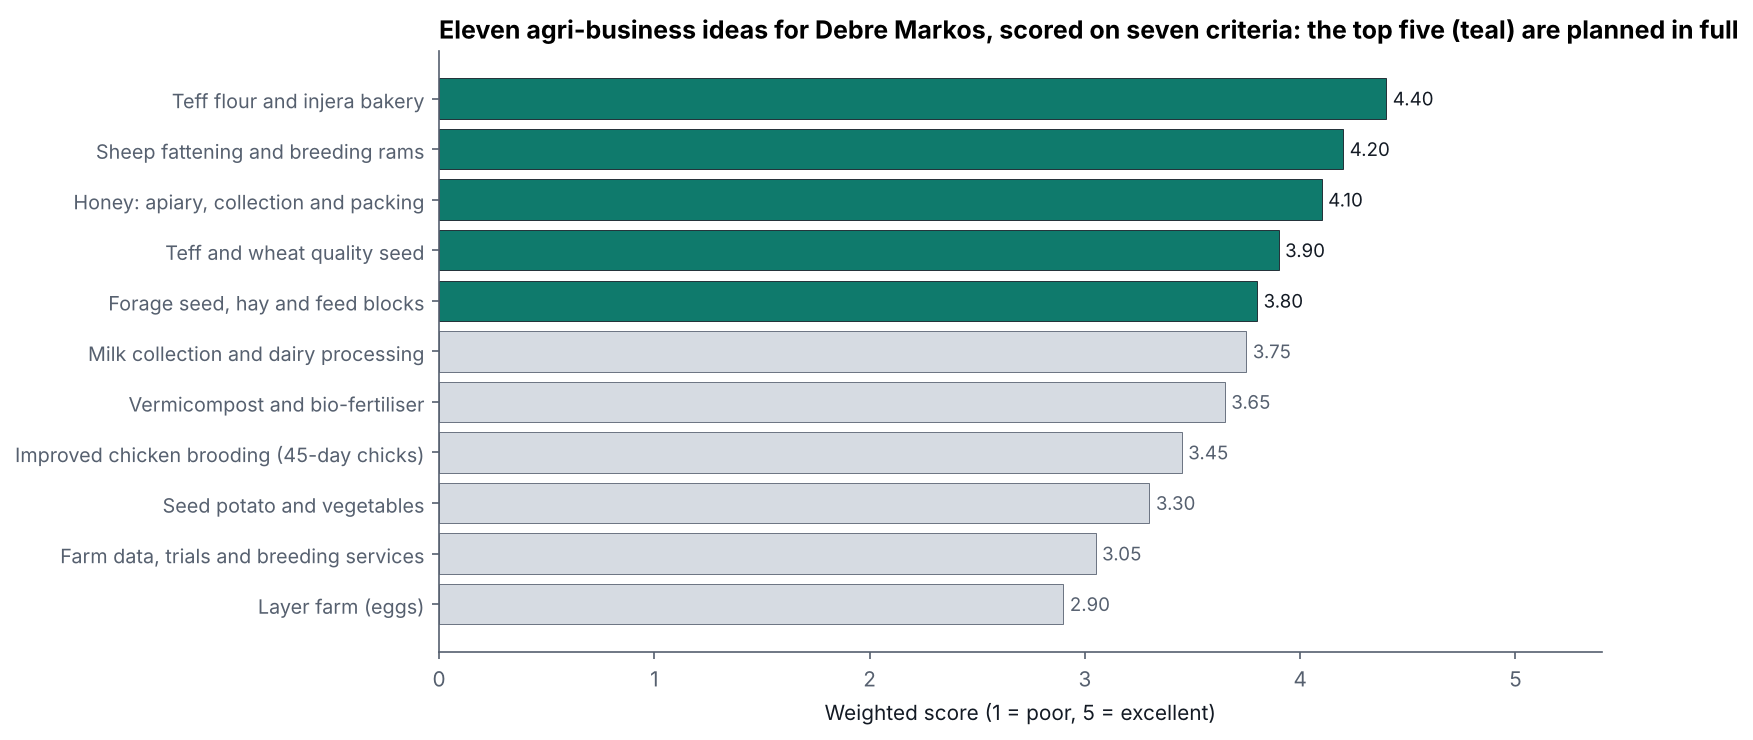 Eleven agri-business ideas for Debre Markos, scored on seven criteria: the top five (teal) are planned in full
Teff flour and injera bakery 4.40
Sheep fattening and breeding rams 4.20
Honey: apiary, collection and packing 4.10
Teff and wheat quality seed 3.90
Forage seed, hay and feed blocks 3.80
Milk collection and dairy processing 3.75
Vermicompost and bio-fertiliser 3.65
Improved chicken brooding (45-day chicks) 3.45
Seed potato and vegetables 3.30
Farm data, trials and breeding services 3.05
Layer farm (eggs) 2.90
0 1 2 3 4 5
Weighted score (1 = poor, 5 = excellent)